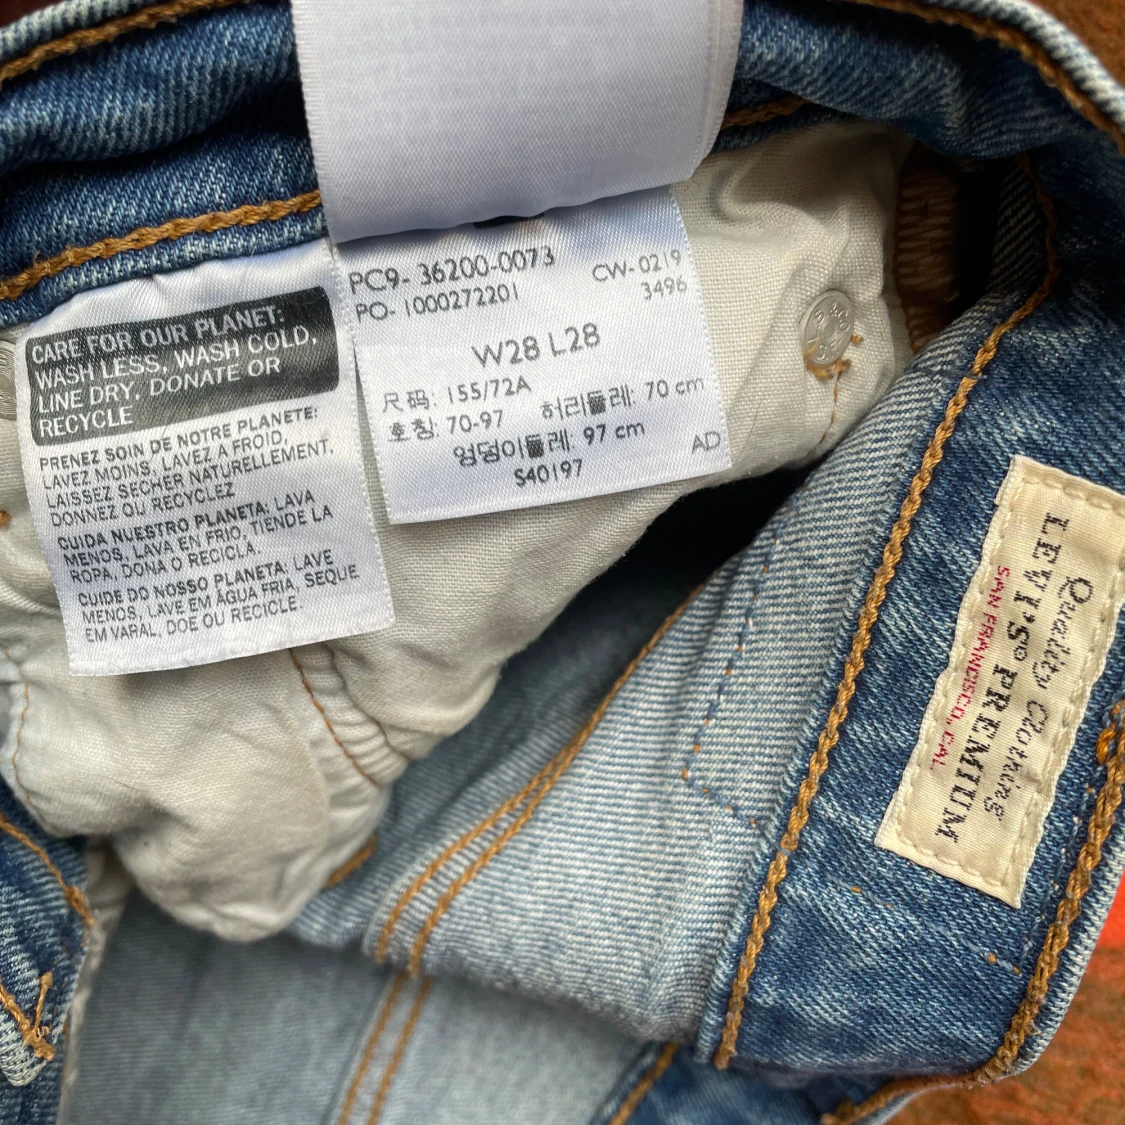 CARE FOR OUR PLANET:
WASH LESS, WASH COLD,
LINE DRY, DONATE OR
RECYCLE
PRENEZ SOIN DE NOTRE PLANETE:
LAVEZ MOINS, LAVEZ A FROID,
LAISSEZ SECHER NATURELLEMENT,
DONNEZ OU RECYCLEZ
CUIDA NUESTRO PLANETA: LAVA
MENOS, LAVA EN FRIO, TIENDE LA
ROPA, DONA O RECICLA.
CUIDE DO NOSSO PLANETA: LAVE
MENOS, LAVE EM ÁGUA FRIA, SEQUE
EM VARAL, DOE OU RECICLE.
PC9- 36200-0073 CW-0219
PO- 1000272201 3496
W28 L28
尺码: 155/72A
호칭: 70-97 허리둘레: 70 cm
엉덩이둘레: 97 cm AD
S40197
Quality Clothing
LEVI'S® PREMIUM
SAN FRANCISCO, CAL.